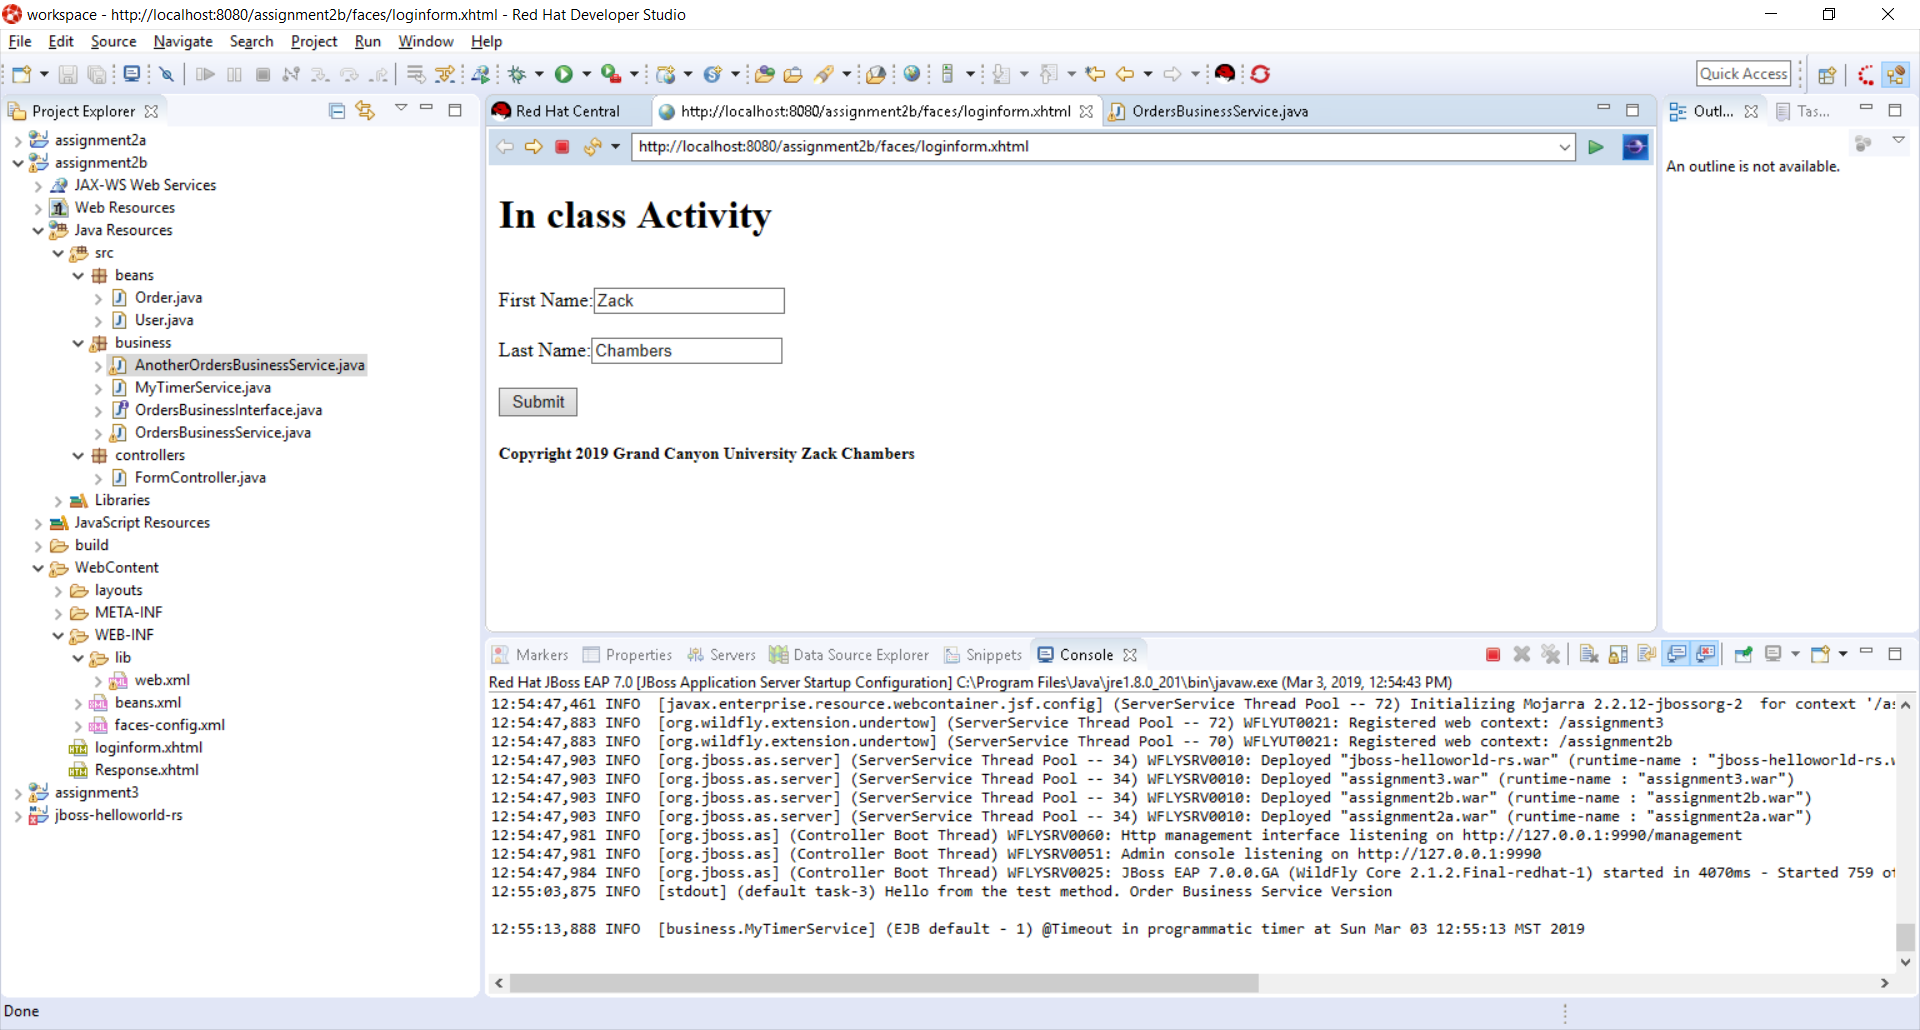 workspace - http://localhost:8080/assignment2b/faces/loginform.xhtml - Red Hat Developer Studio
File Edit Source Navigate Search Project Run Window Help
Quick Access
Project Explorer
assignment2a
assignment2b
JAX-WS Web Services
Web Resources
Java Resources
src
beans
Order.java
User.java
business
AnotherOrdersBusinessService.java
MyTimerService.java
OrdersBusinessInterface.java
OrdersBusinessService.java
controllers
FormController.java
Libraries
JavaScript Resources
build
WebContent
layouts
META-INF
WEB-INF
lib
web.xml
beans.xml
faces-config.xml
loginform.xhtml
Response.xhtml
assignment3
jboss-helloworld-rs
Red Hat Central
http://localhost:8080/assignment2b/faces/loginform.xhtml
OrdersBusinessService.java
http://localhost:8080/assignment2b/faces/loginform.xhtml
In class Activity
First Name: Zack
Last Name: Chambers
Submit
Copyright 2019 Grand Canyon University Zack Chambers
Outl...
Tas...
An outline is not available.
Markers Properties Servers Data Source Explorer Snippets Console
Red Hat JBoss EAP 7.0 [JBoss Application Server Startup Configuration] C:\Program Files\Java\jre1.8.0_201\bin\javaw.exe (Mar 3, 2019, 12:54:43 PM)
12:54:47,461 INFO [javax.enterprise.resource.webcontainer.jsf.config] (ServerService Thread Pool -- 72) Initializing Mojarra 2.2.12-jbossorg-2 for context '/as
12:54:47,883 INFO [org.wildfly.extension.undertow] (ServerService Thread Pool -- 72) WFLYUT0021: Registered web context: /assignment3
12:54:47,883 INFO [org.wildfly.extension.undertow] (ServerService Thread Pool -- 70) WFLYUT0021: Registered web context: /assignment2b
12:54:47,903 INFO [org.jboss.as.server] (ServerService Thread Pool -- 34) WFLYSRV0010: Deployed "jboss-helloworld-rs.war" (runtime-name : "jboss-helloworld-rs.w
12:54:47,903 INFO [org.jboss.as.server] (ServerService Thread Pool -- 34) WFLYSRV0010: Deployed "assignment3.war" (runtime-name : "assignment3.war")
12:54:47,903 INFO [org.jboss.as.server] (ServerService Thread Pool -- 34) WFLYSRV0010: Deployed "assignment2b.war" (runtime-name : "assignment2b.war")
12:54:47,903 INFO [org.jboss.as.server] (ServerService Thread Pool -- 34) WFLYSRV0010: Deployed "assignment2a.war" (runtime-name : "assignment2a.war")
12:54:47,981 INFO [org.jboss.as] (Controller Boot Thread) WFLYSRV0060: Http management interface listening on http://127.0.0.1:9990/management
12:54:47,981 INFO [org.jboss.as] (Controller Boot Thread) WFLYSRV0051: Admin console listening on http://127.0.0.1:9990
12:54:47,984 INFO [org.jboss.as] (Controller Boot Thread) WFLYSRV0025: JBoss EAP 7.0.0.GA (WildFly Core 2.1.2.Final-redhat-1) started in 4070ms - Started 759 of
12:55:03,875 INFO [stdout] (default task-3) Hello from the test method. Order Business Service Version
12:55:13,888 INFO [business.MyTimerService] (EJB default - 1) @Timeout in programmatic timer at Sun Mar 03 12:55:13 MST 2019
Done